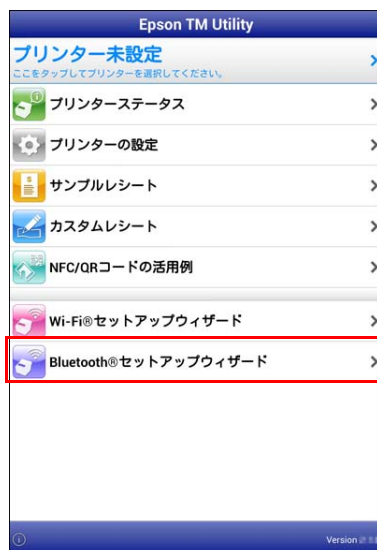 Epson TM Utility
プリンター未設定
ここをタップしてプリンターを選択してください。
プリンターステータス
プリンターの設定
サンプルレシート
カスタムレシート
NFC/QRコードの活用例
Wi-Fi®セットアップウィザード
Bluetooth®セットアップウィザード
Version